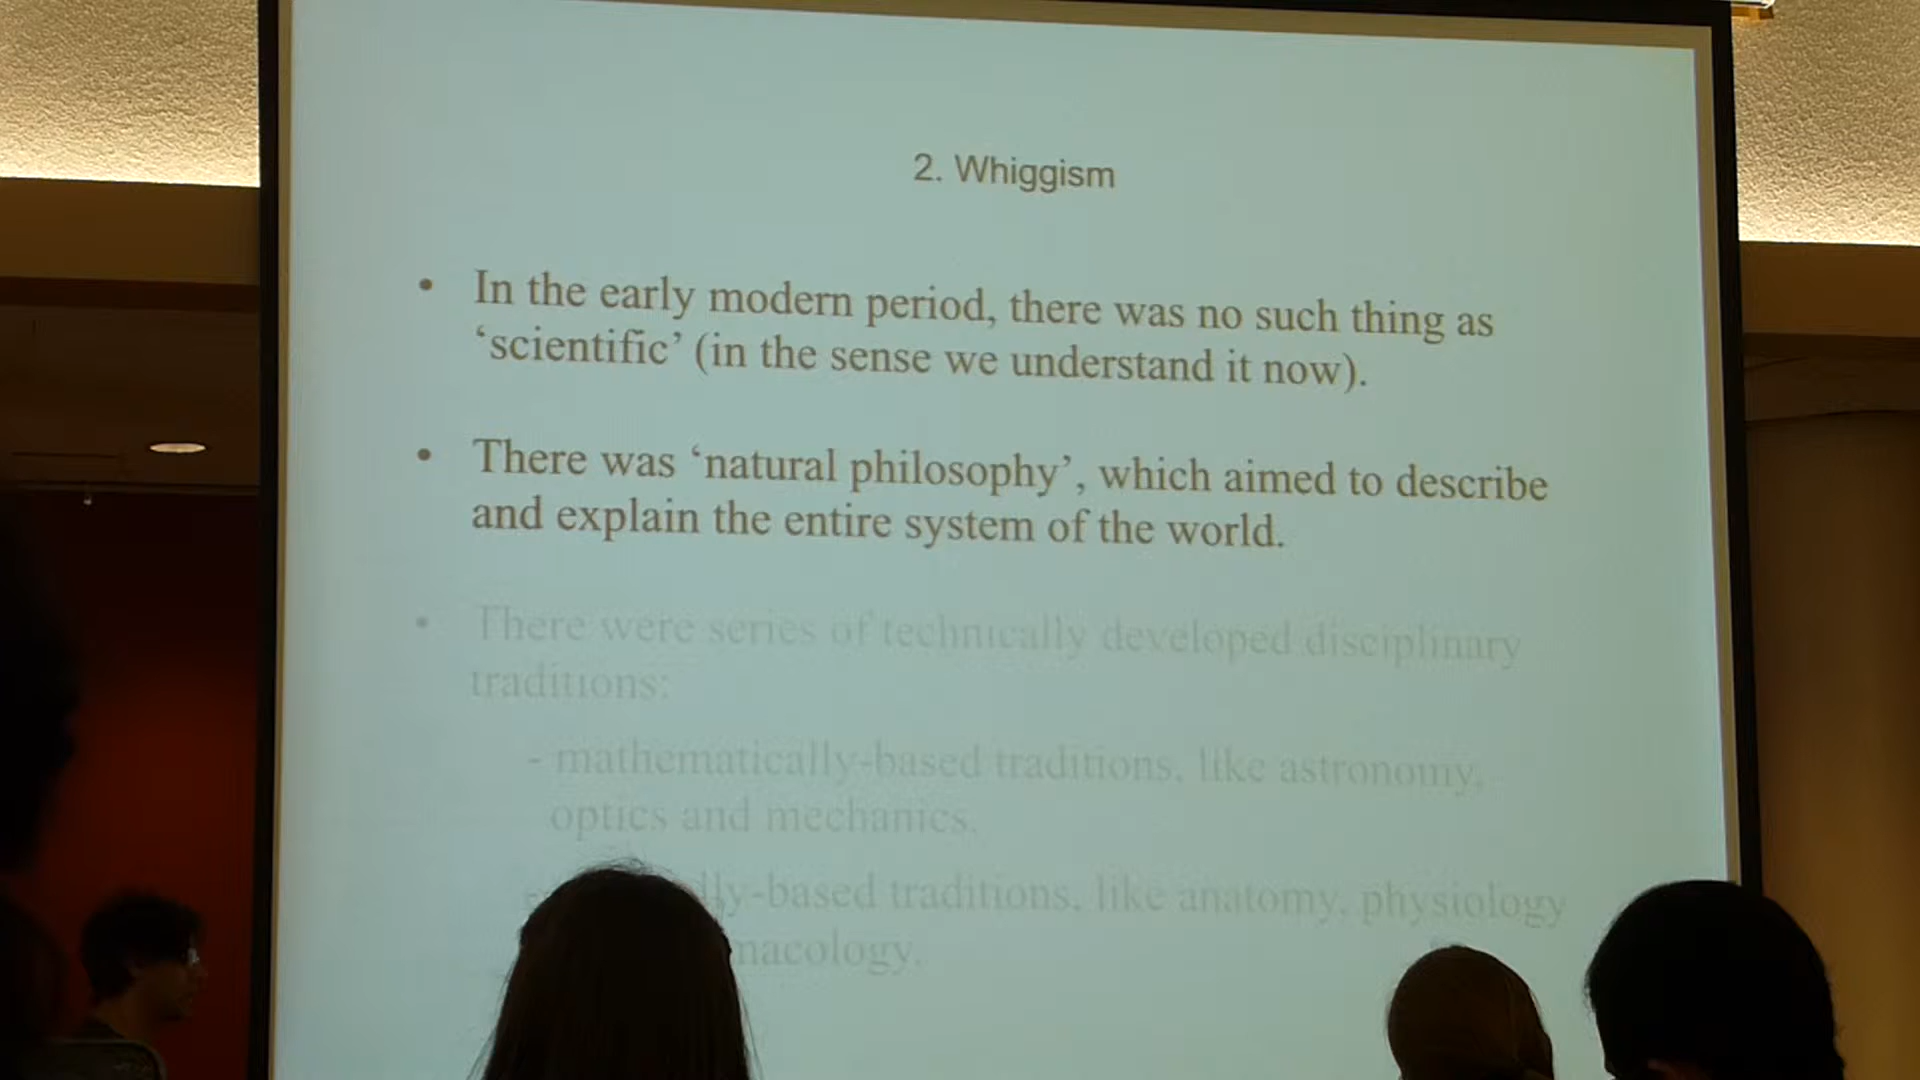 2. Whiggism
• In the early modern period, there was no such thing as
‘scientific’ (in the sense we understand it now).
• There was ‘natural philosophy’, which aimed to describe
and explain the entire system of the world.
• There were series of technically developed disciplinary
traditions:
- mathematically-based traditions, like astronomy,
optics and mechanics,
-based traditions, like anatomy, physiology